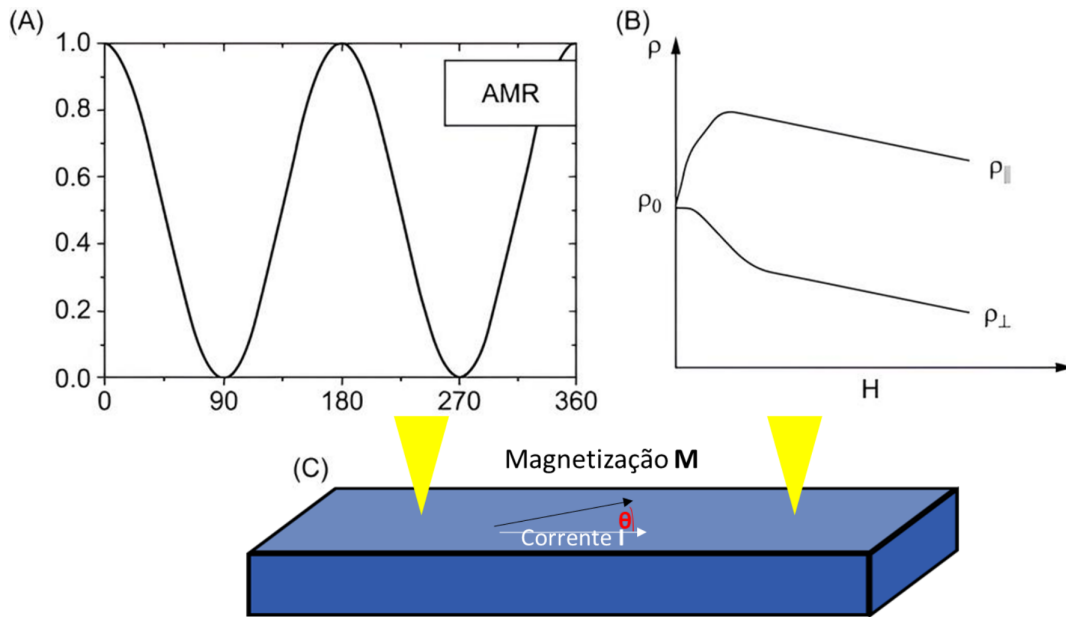 (A)
1.0
0.8
0.6
0.4
0.2
0.0
0 90 180 270 360
AMR
(B)
ρ
ρ∥
ρ0
ρ⊥
H
(C)
Magnetização M
θ
Corrente I